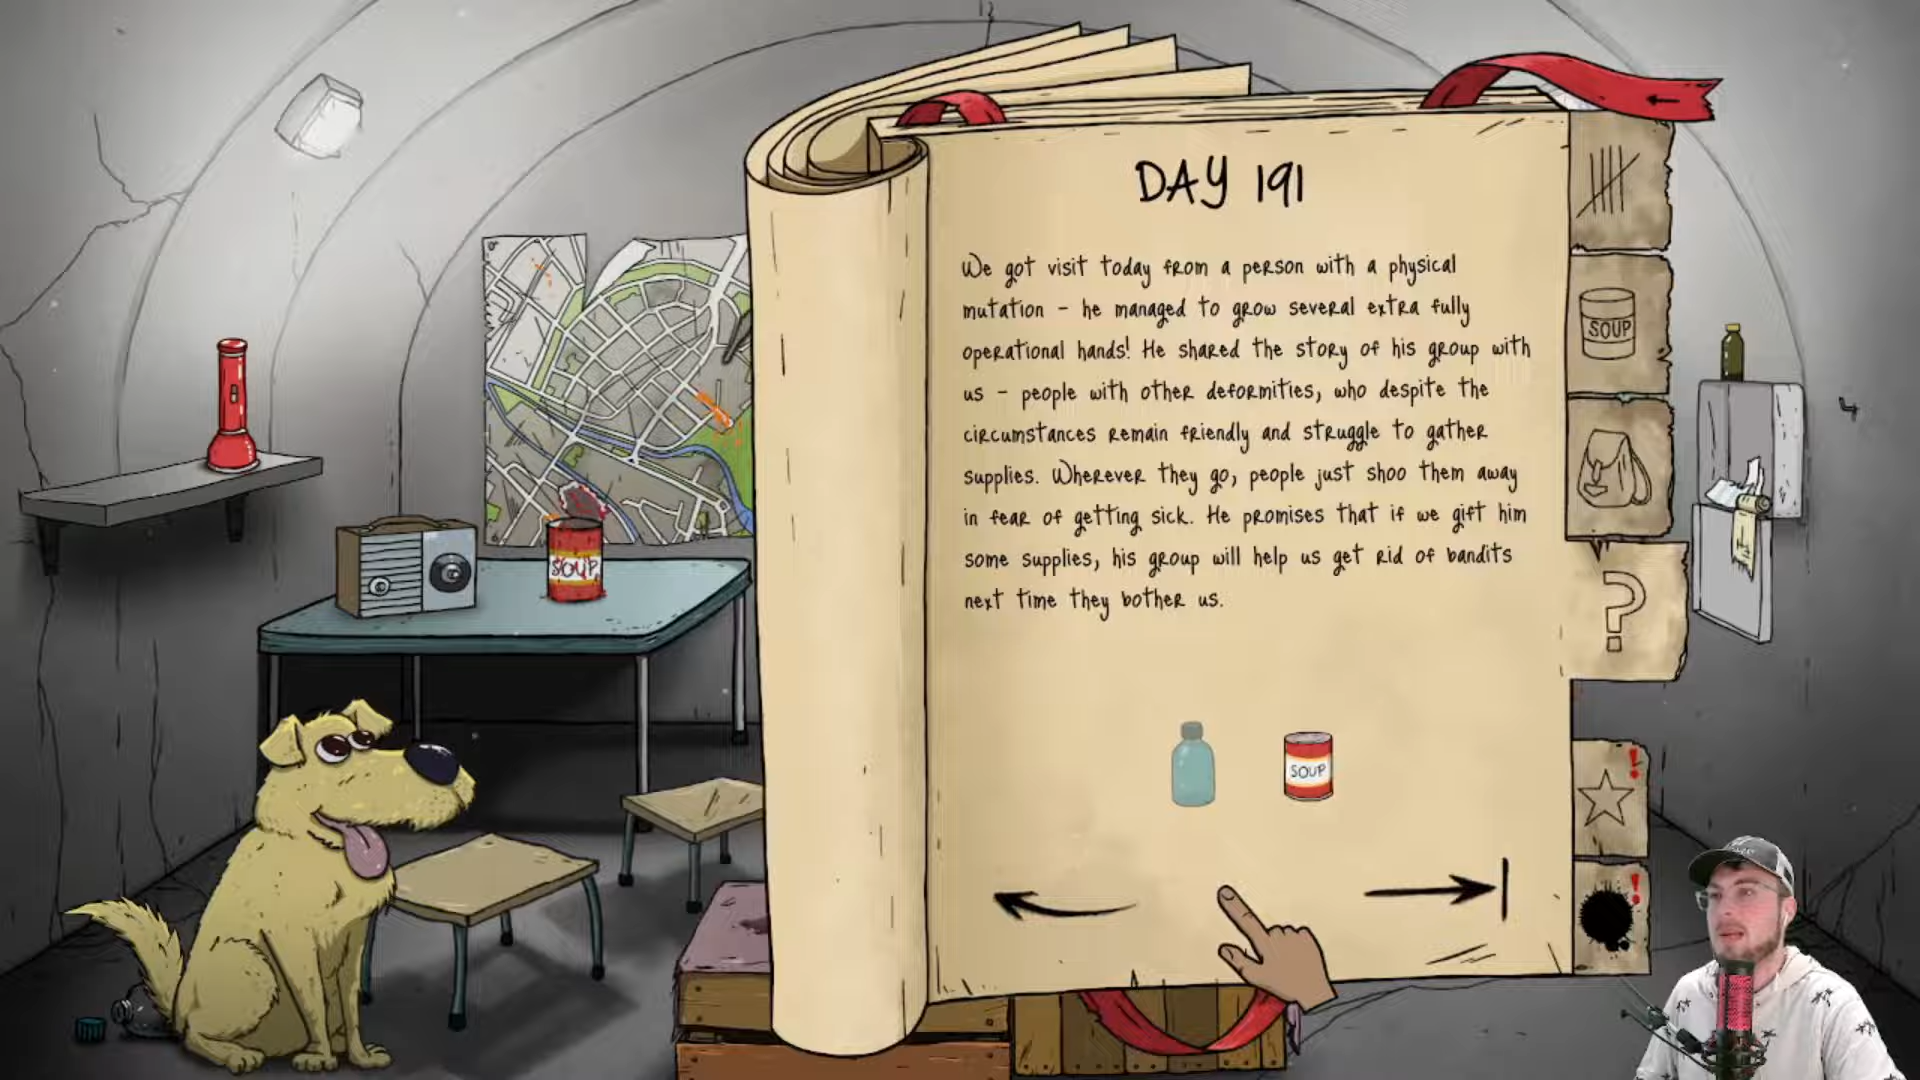 DAY 191
We got visit today from a person with a physical
mutation - he managed to grow several extra fully
operational hands! He shared the story of his group with
us - people with other deformities, who despite the
circumstances remain friendly and struggle to gather
supplies. Wherever they go, people just shoo them away
in fear of getting sick. He promises that if we gift him
some supplies, his group will help us get rid of bandits
next time they bother us.
SOUP
SOUP
SOUP
?
!
!
12
4